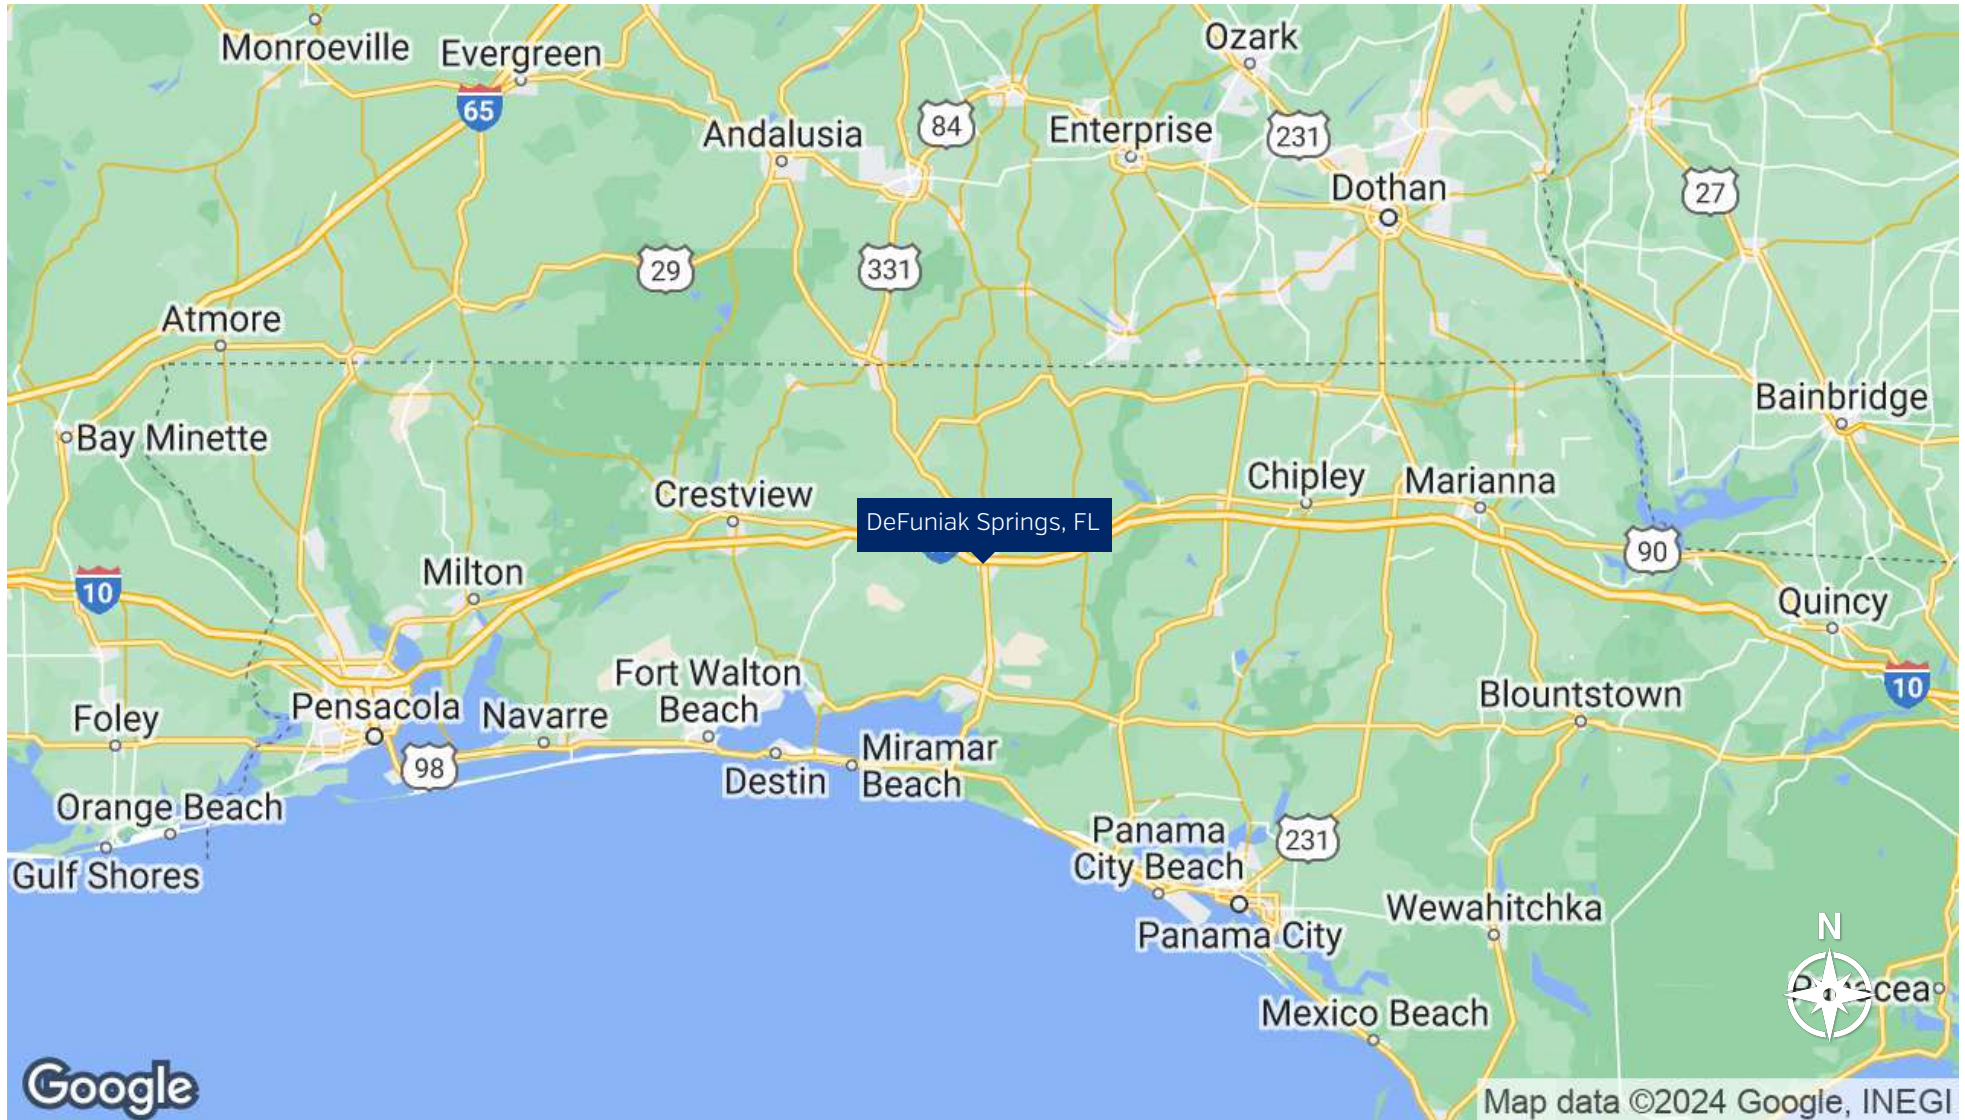 Ozark
Monroeville
Evergreen
65
84
Andalusia
Enterprise
231
Dothan
27
29
331
Atmore
Bainbridge
Bay Minette
Chipley
Marianna
Crestview
DeFuniak Springs, FL
90
Milton
10
Quincy
Fort Walton
Beach
10
Blountstown
Pensacola
Navarre
Foley
98
Miramar
Beach
Destin
Orange Beach
Panama
City Beach
231
Gulf Shores
Wewahitchka
N
Panama City
Panacea
Mexico Beach
Google
Map data ©2024 Google, INEGI